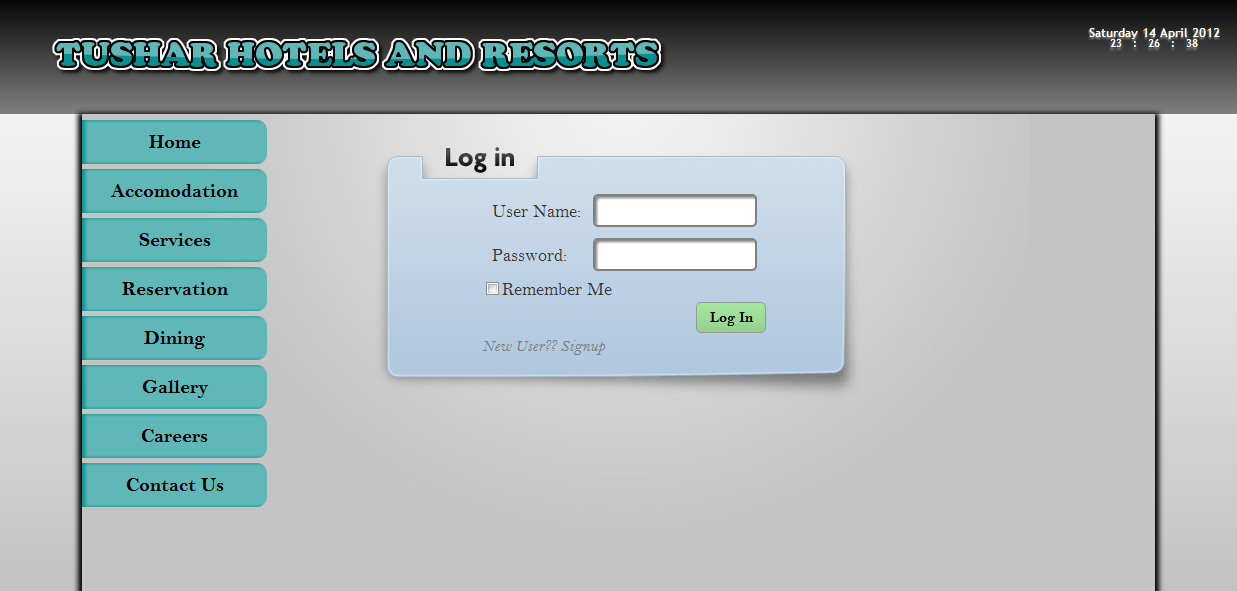 TUSHAR HOTELS AND RESORTS
Saturday 14 April 2012
23 : 26 : 38
Home
Accomodation
Services
Reservation
Dining
Gallery
Careers
Contact Us
Log in
User Name:
Password:
Remember Me
Log In
New User?? Signup